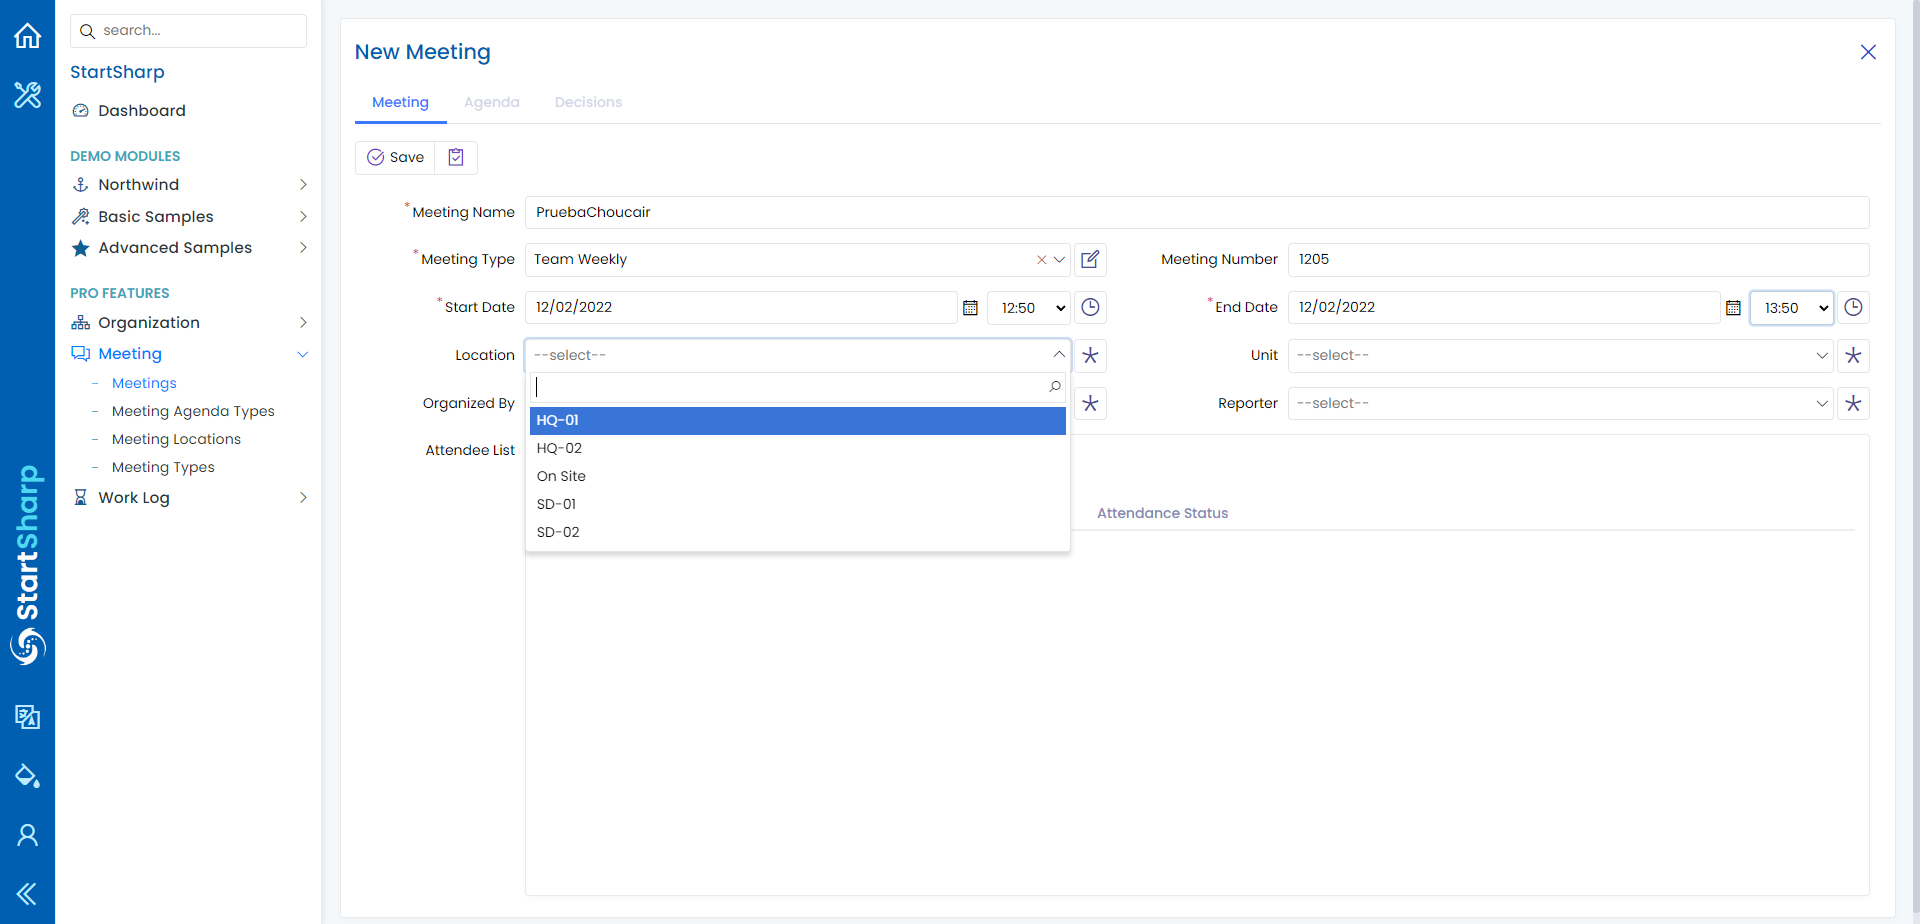 search...
StartSharp
Dashboard
DEMO MODULES
Northwind
Basic Samples
Advanced Samples
PRO FEATURES
Organization
Meeting
Meetings
Meeting Agenda Types
Meeting Locations
Meeting Types
Work Log
StartSharp
New Meeting
Meeting Agenda Decisions
Save
*Meeting Name PruebaChoucair
*Meeting Type Team Weekly Meeting Number 1205
*Start Date 12/02/2022 12:50 *End Date 12/02/2022 13:50
Location --select-- Unit --select--
Organized By Reporter --select--
HQ-01
HQ-02
On Site
SD-01
SD-02
Attendee List
Attendance Status